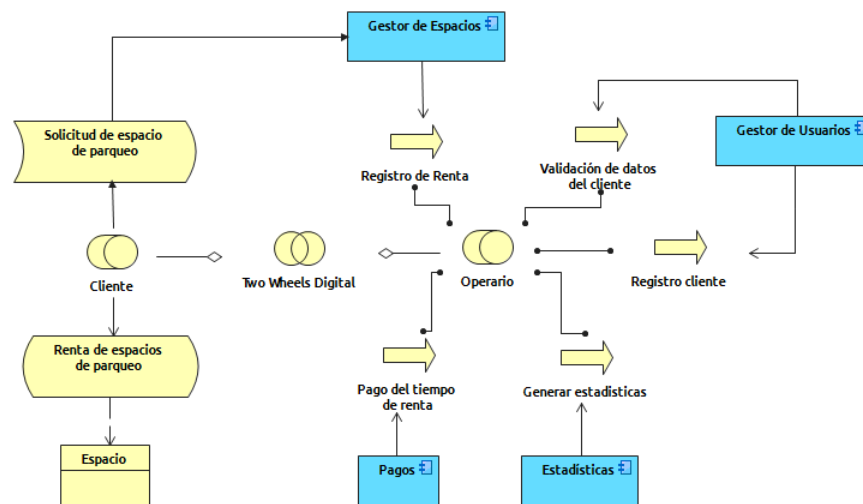 Gestor de Espacios
Solicitud de espacio
de parqueo
Gestor de Usuarios
Registro de Renta
Validación de datos
del cliente
Cliente
Two Wheels Digital
Operario
Registro cliente
Renta de espacios
de parqueo
Pago del tiempo
de renta
Generar estadisticas
Espacio
Pagos
Estadísticas